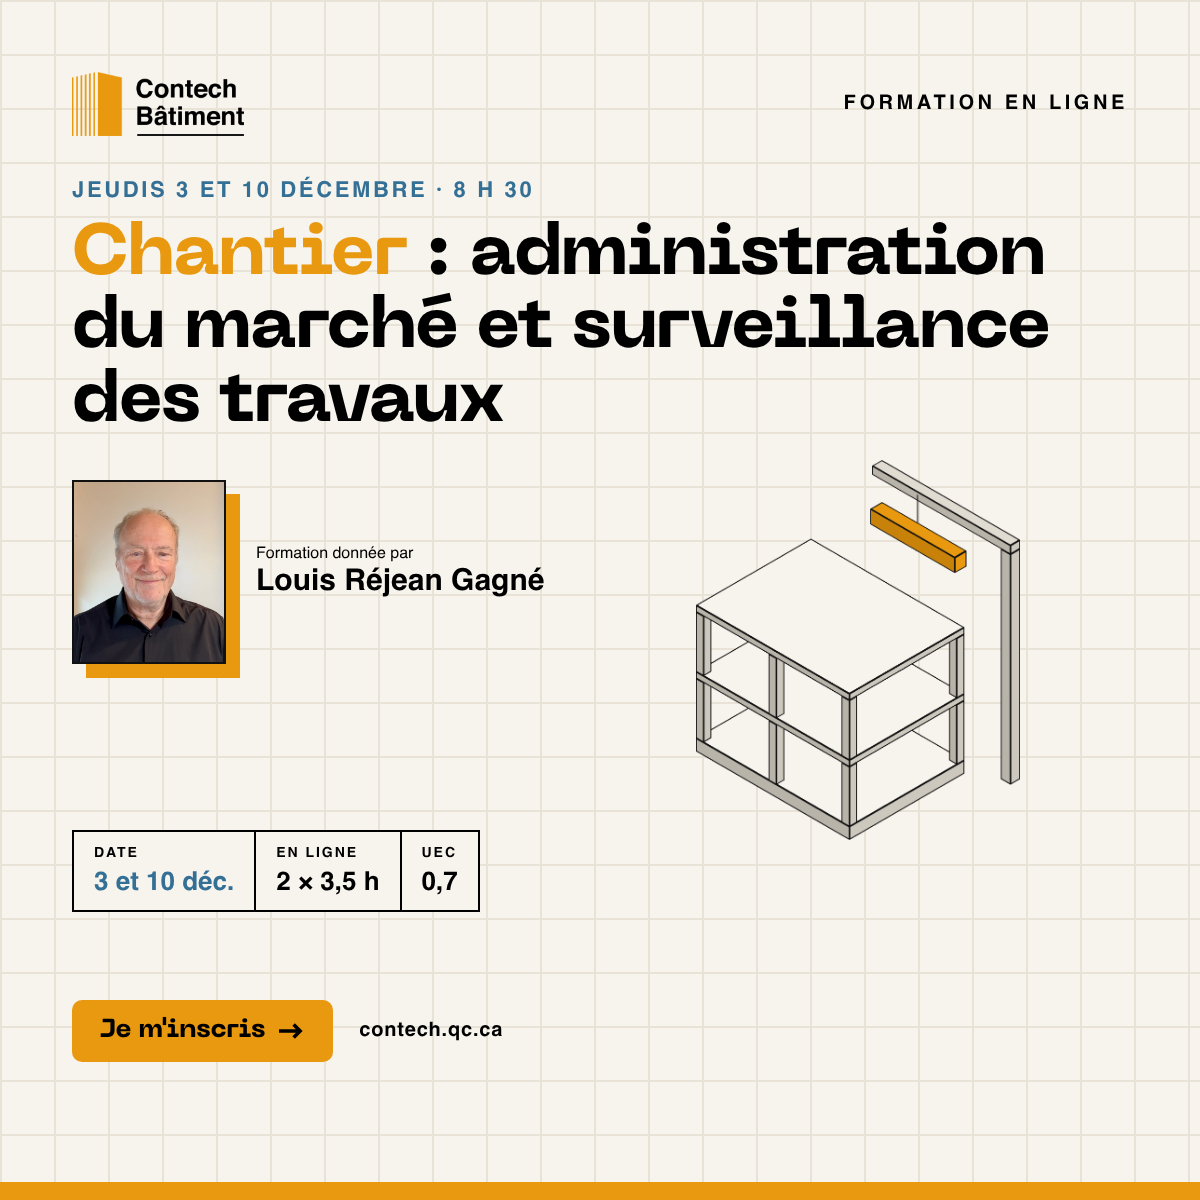 Contech
Bâtiment
FORMATION EN LIGNE
JEUDIS 3 ET 10 DÉCEMBRE · 8 H 30
Chantier : administration
du marché et surveillance
des travaux
Formation donnée par
Louis Réjean Gagné
DATE
3 et 10 déc.
EN LIGNE
2 × 3,5 h
UEC
0,7
Je m'inscris →
contech.qc.ca